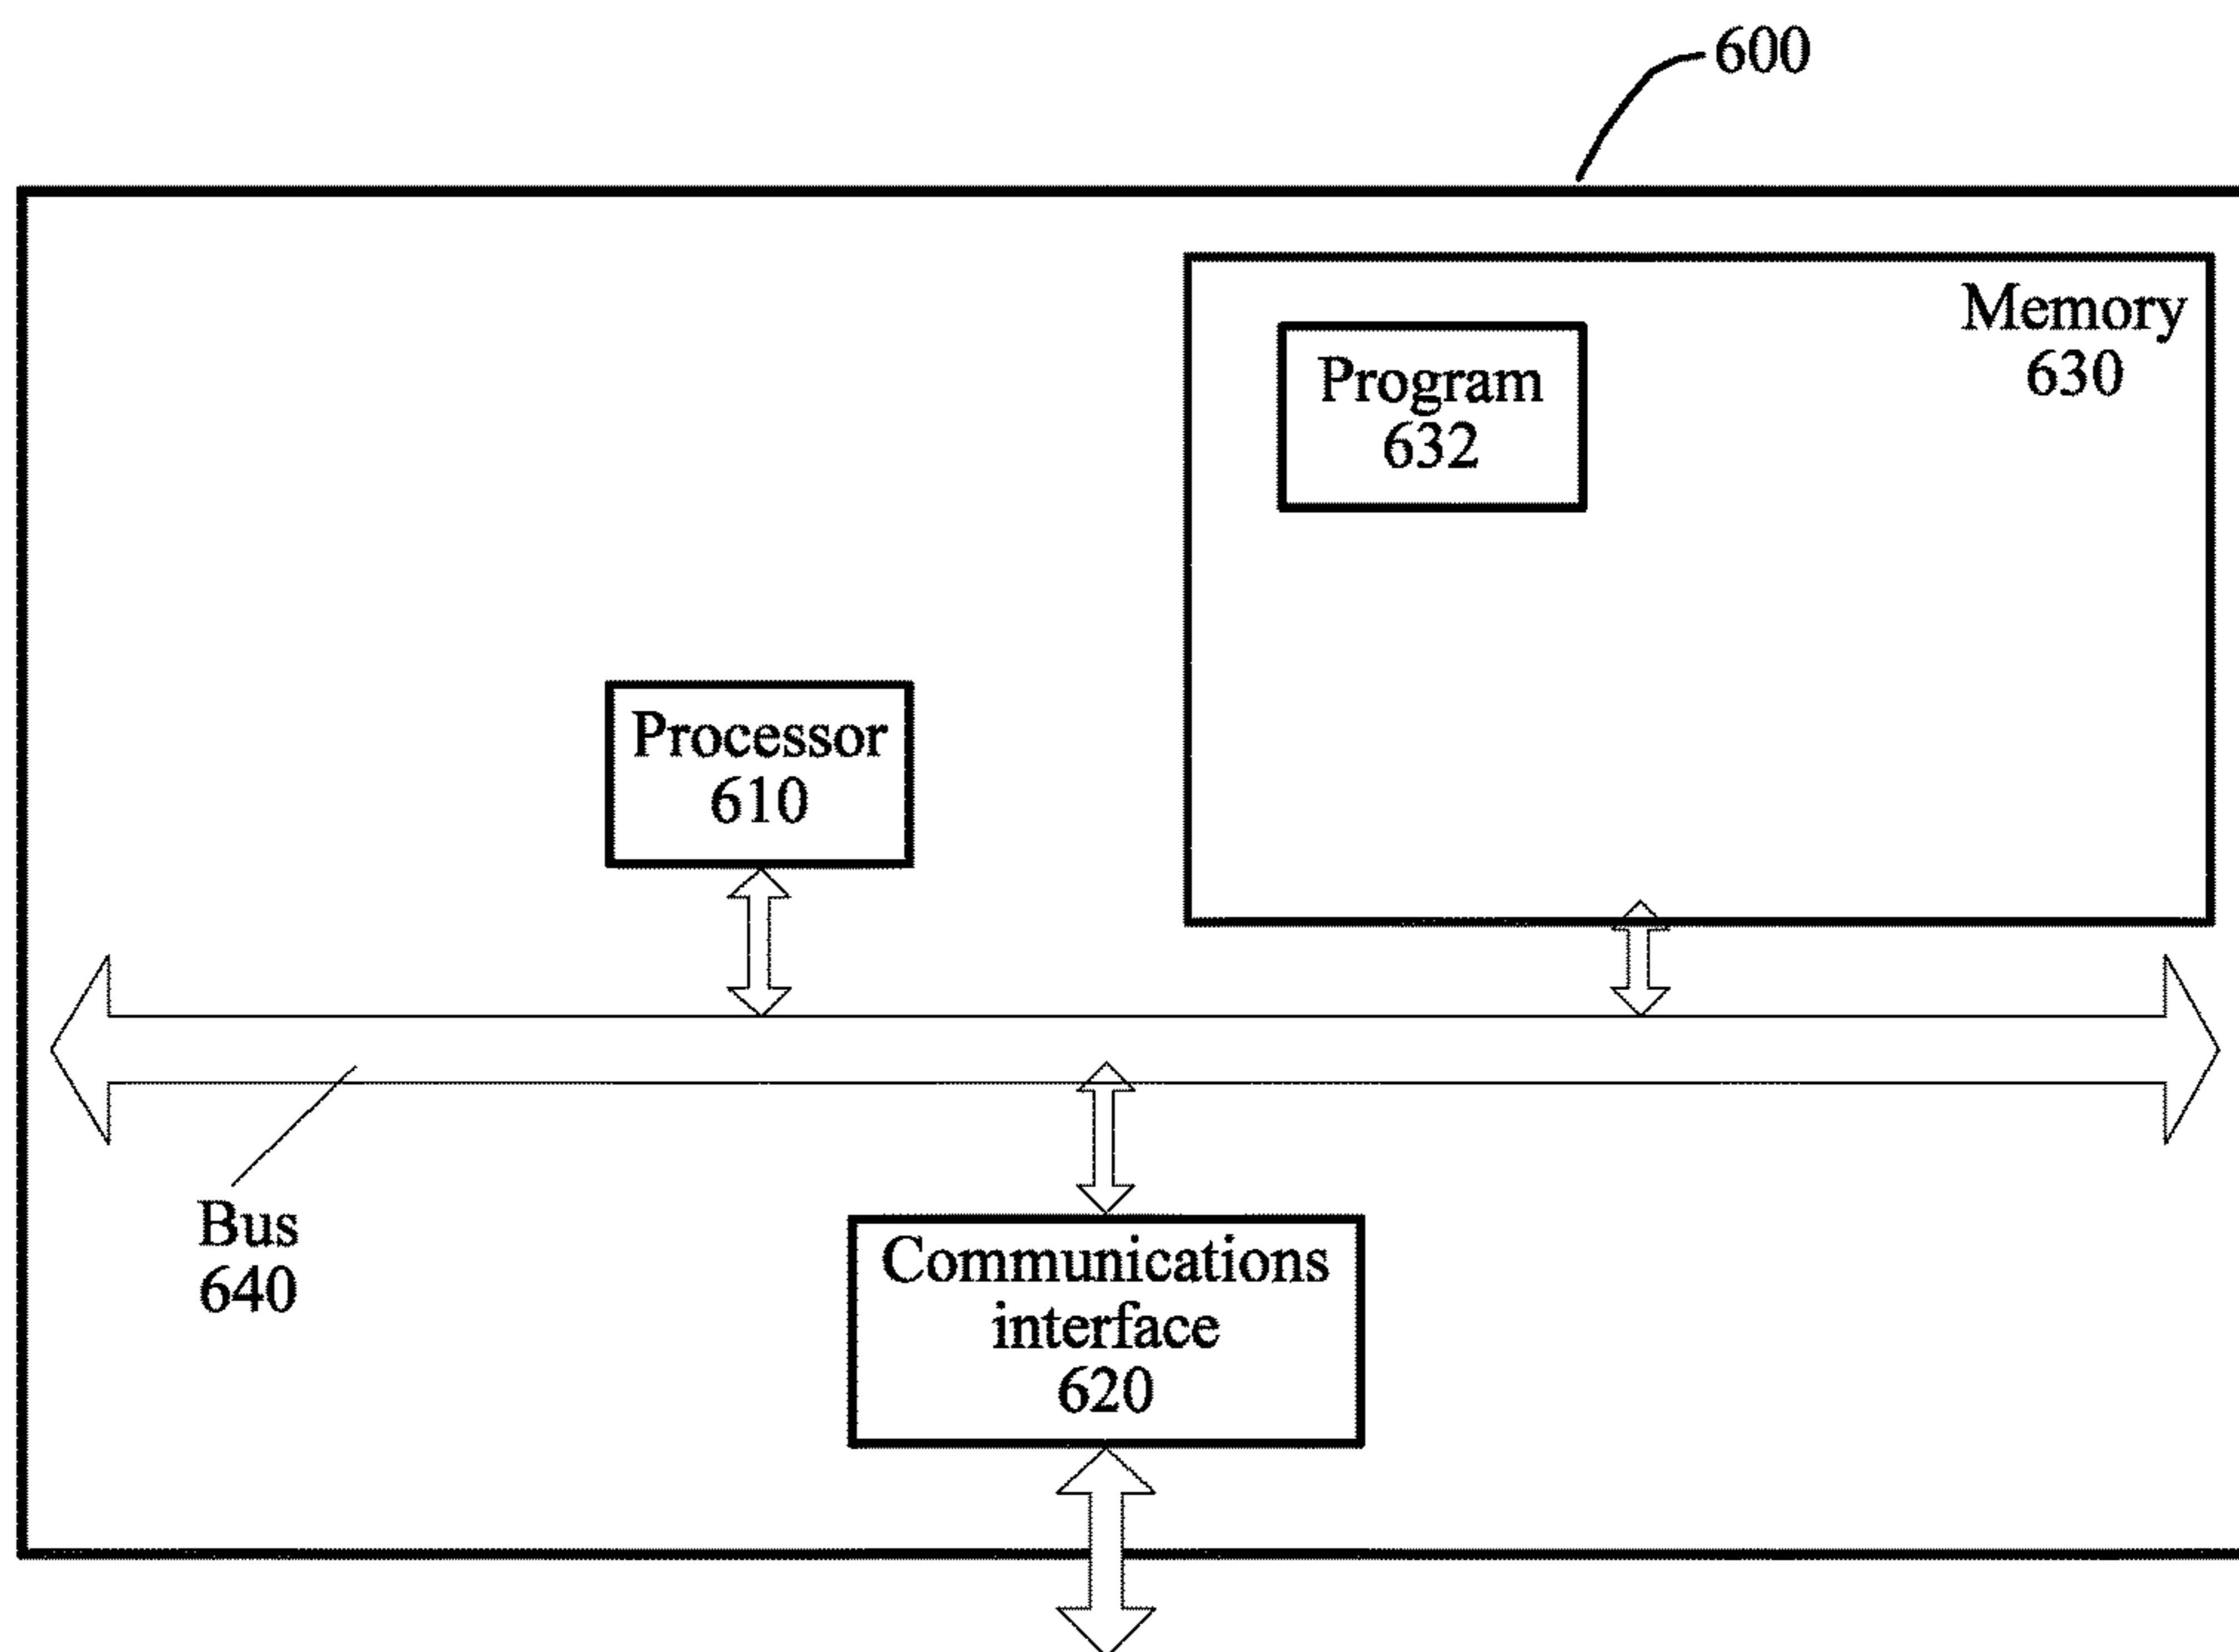 600
Memory
630
Program
632
Processor
610
Bus
640
Communications
interface
620